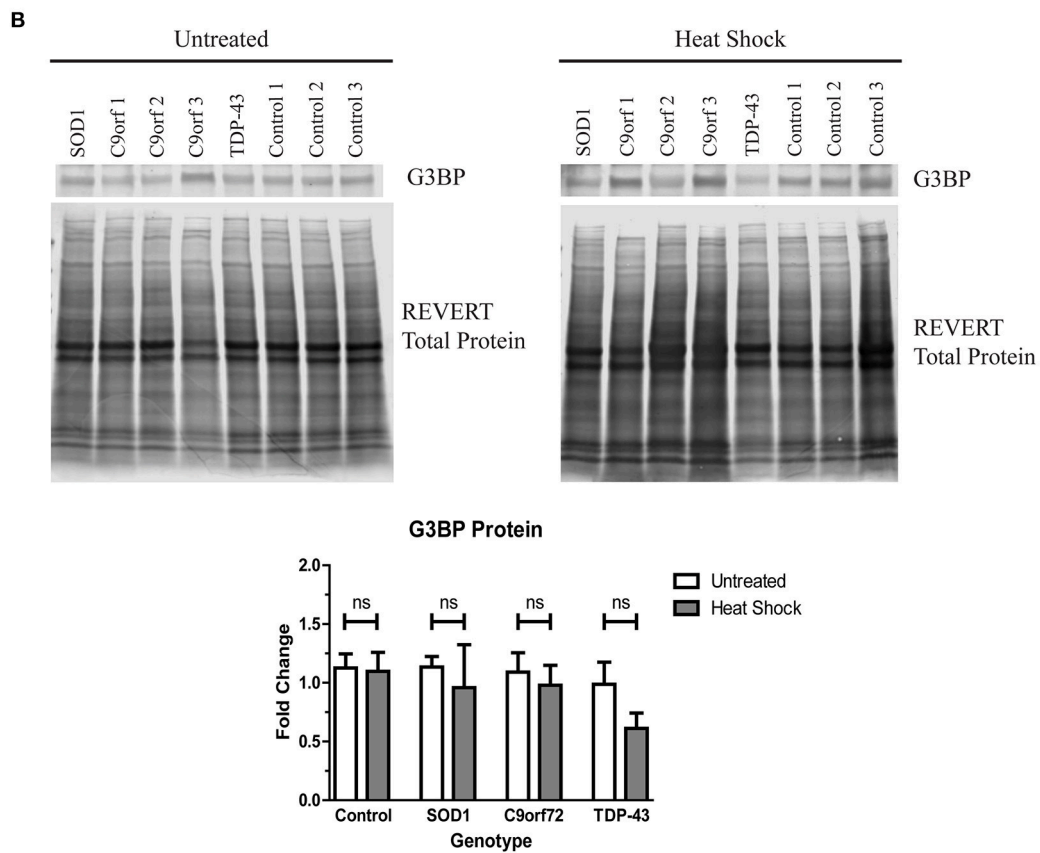 B
Untreated
Heat Shock
SOD1
C9orf 1
C9orf 2
C9orf 3
TDP-43
Control 1
Control 2
Control 3
SOD1
C9orf 1
C9orf 2
C9orf 3
TDP-43
Control 1
Control 2
Control 3
G3BP
G3BP
REVERT
Total Protein
REVERT
Total Protein
G3BP Protein
Untreated
Heat Shock
ns
ns
ns
ns
2.0
1.5
1.0
0.5
0.0
Fold Change
Control
SOD1
C9orf72
TDP-43
Genotype